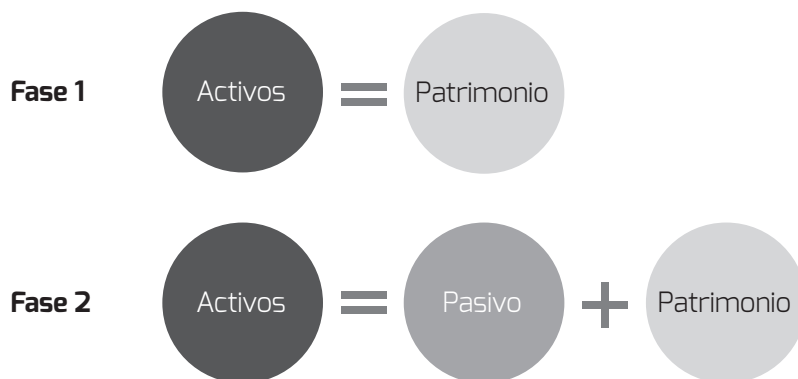 Fase 1 Activos = Patrimonio
Fase 2 Activos = Pasivo + Patrimonio